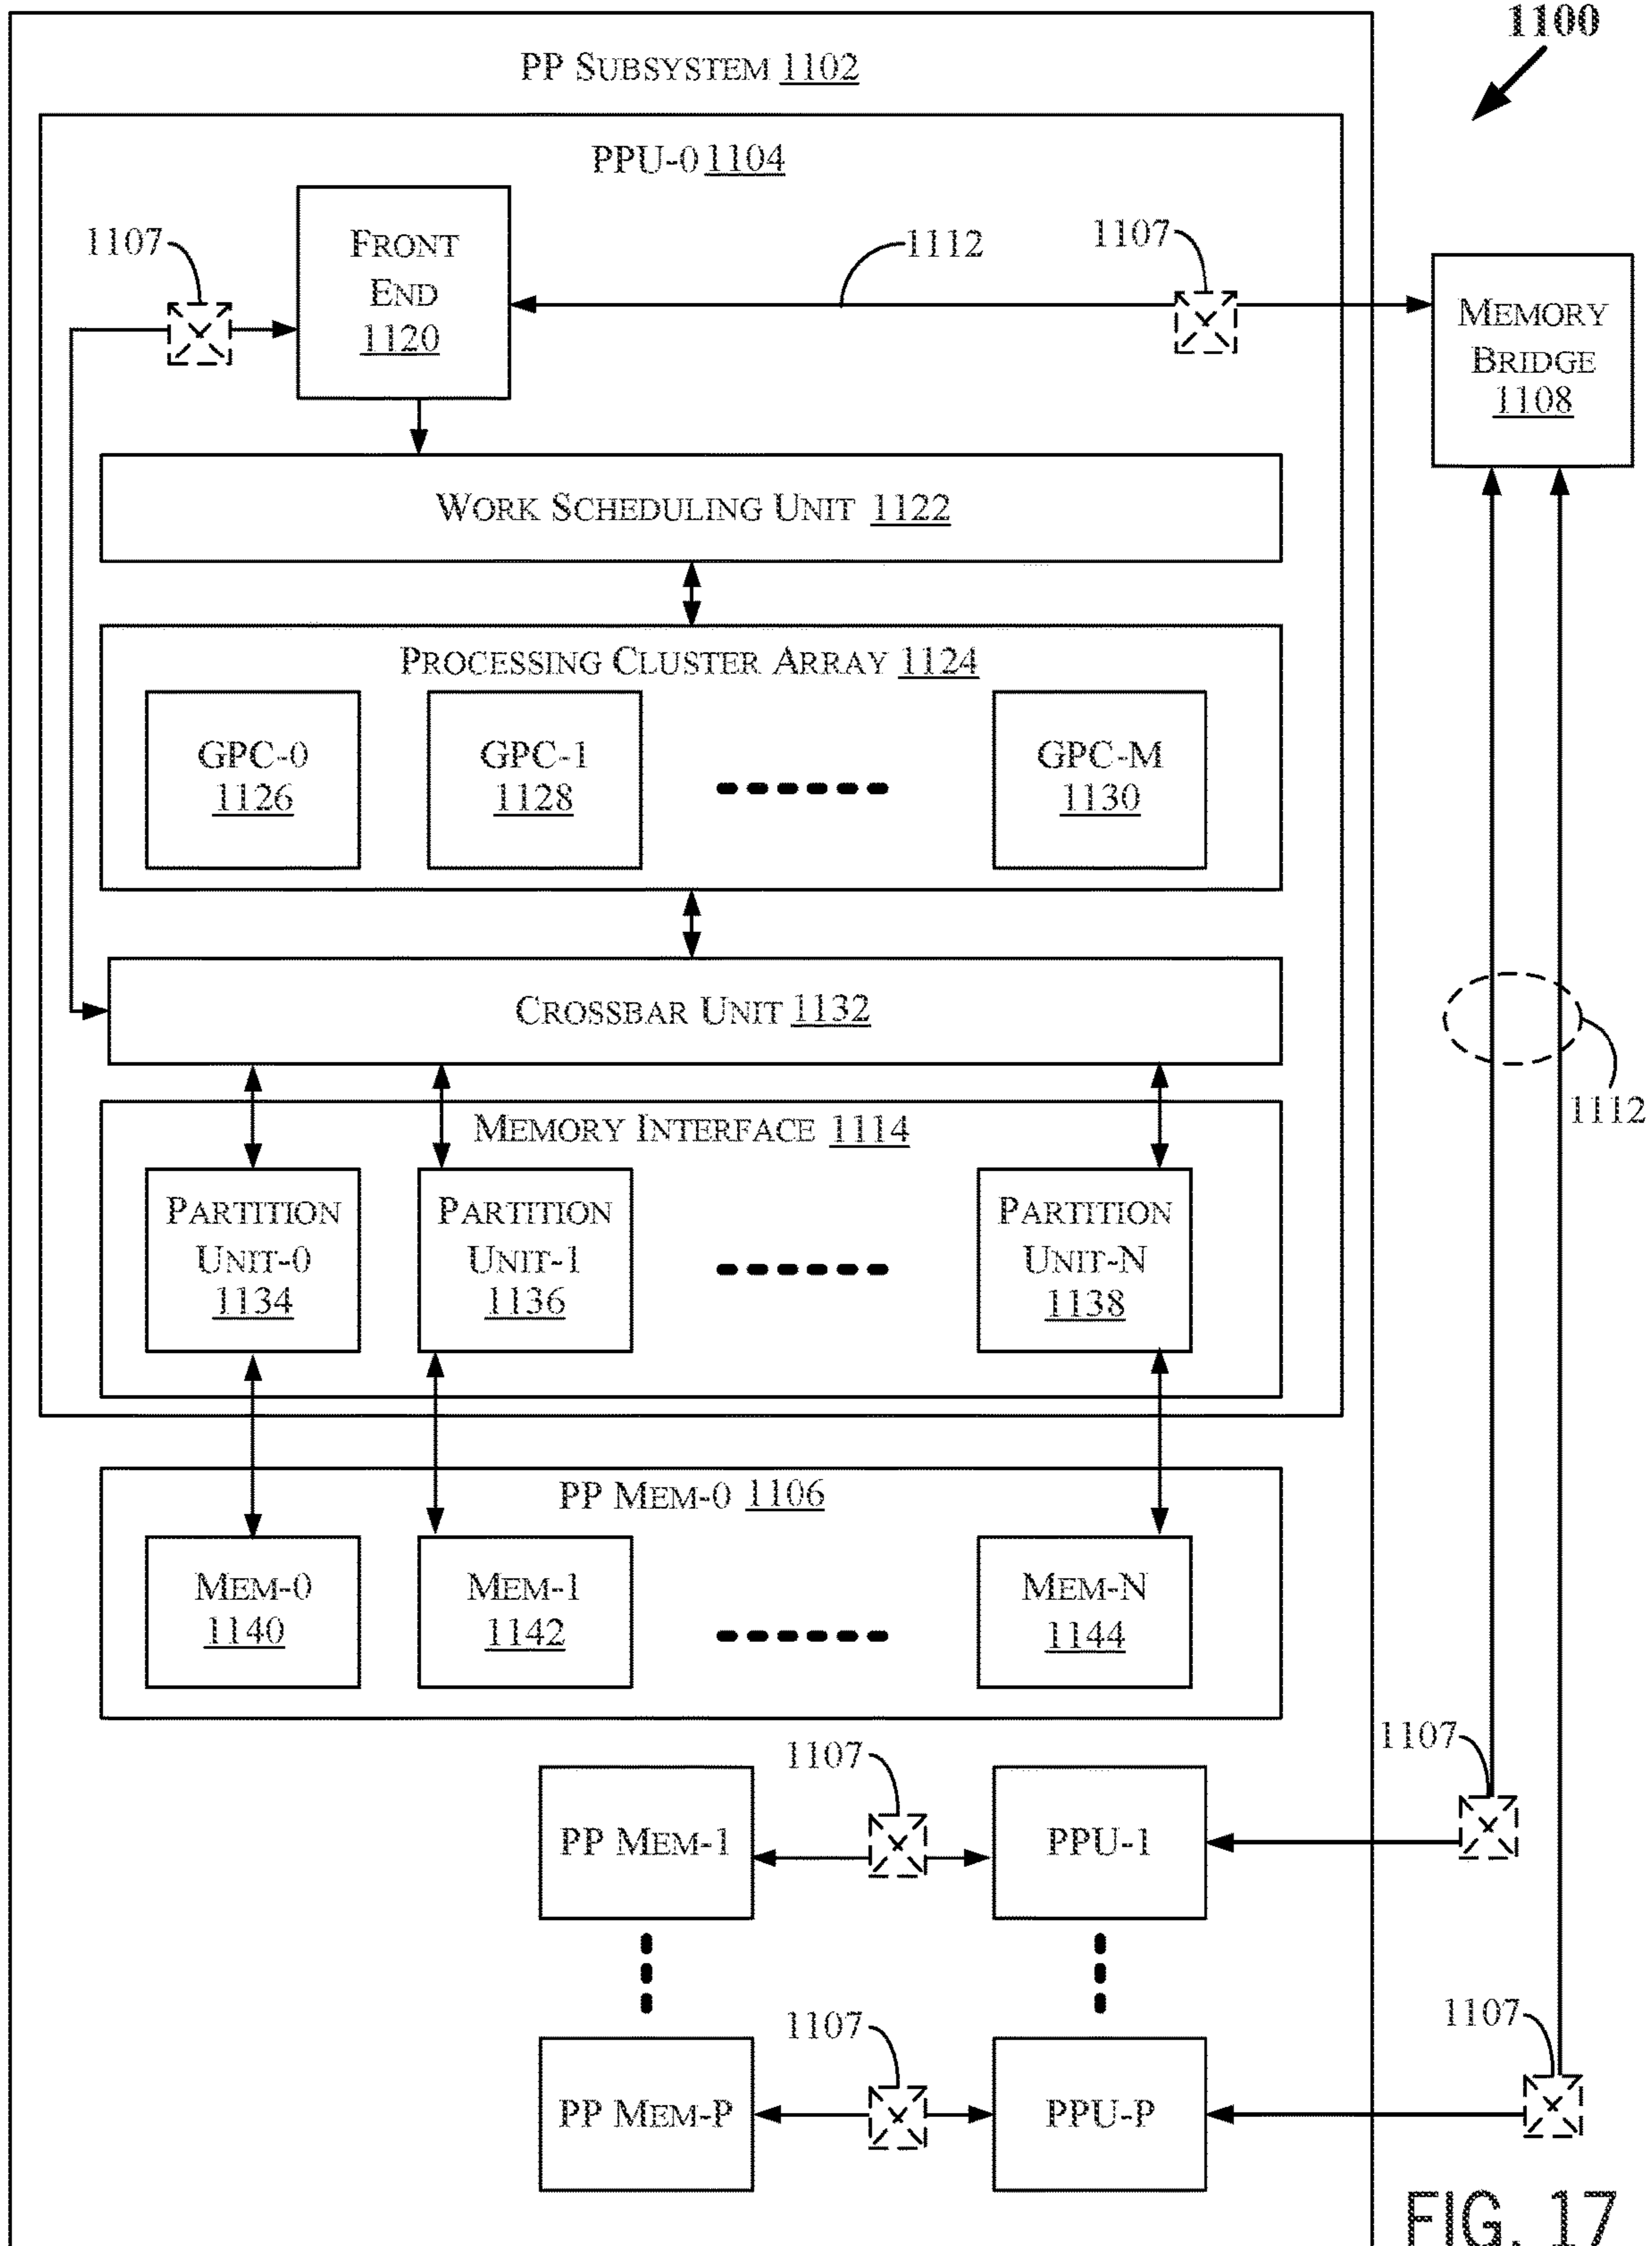 1100
PP SUBSYSTEM 1102
PPU-0 1104
1107
FRONT
END
1120
1112
1107
MEMORY
BRIDGE
1108
WORK SCHEDULING UNIT 1122
PROCESSING CLUSTER ARRAY 1124
GPC-0
1126
GPC-1
1128
GPC-M
1130
CROSSBAR UNIT 1132
1112
MEMORY INTERFACE 1114
PARTITION
UNIT-0
1134
PARTITION
UNIT-1
1136
PARTITION
UNIT-N
1138
PP MEM-0 1106
MEM-0
1140
MEM-1
1142
MEM-N
1144
1107
1107
PP MEM-1
PPU-1
1107
1107
PP MEM-P
PPU-P
FIG. 17